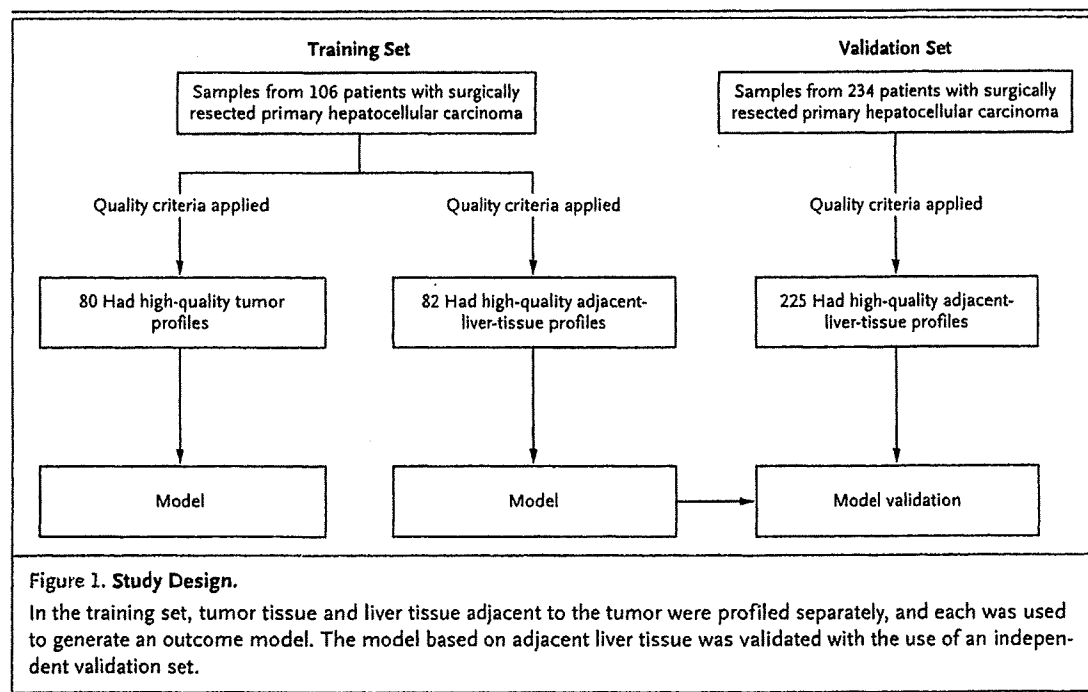 Training Set
Validation Set
Samples from 106 patients with surgically
resected primary hepatocellular carcinoma
Samples from 234 patients with surgically
resected primary hepatocellular carcinoma
Quality criteria applied
Quality criteria applied
Quality criteria applied
80 Had high-quality tumor
profiles
82 Had high-quality adjacent-
liver-tissue profiles
225 Had high-quality adjacent-
liver-tissue profiles
Model
Model
Model validation
Figure 1. Study Design.
In the training set, tumor tissue and liver tissue adjacent to the tumor were profiled separately, and each was used
to generate an outcome model. The model based on adjacent liver tissue was validated with the use of an indepen-
dent validation set.